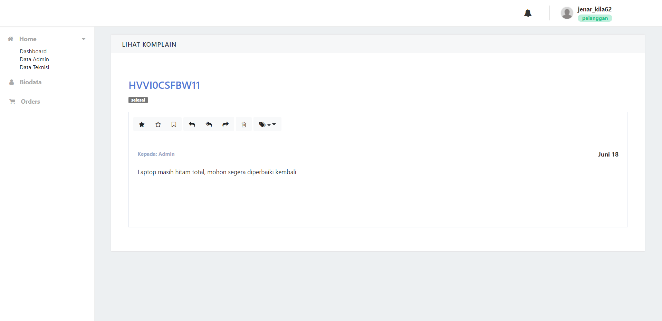 jenar_kila62
pelanggan
Home
Dashboard
Data Admin
Data Teknisi
Biodata
Orders
LIHAT KOMPLAIN
HVVI0CSFBW11
selesai
Kepada: Admin
Juni 18
Laptop masih hitam total, mohon segera diperbaiki kembali